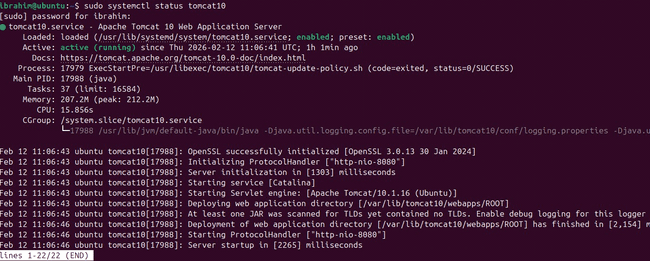 ibrahim@ubuntu:~$ sudo systemctl status tomcat10
[sudo] password for ibrahim:
● tomcat10.service - Apache Tomcat 10 Web Application Server
Loaded: loaded (/usr/lib/systemd/system/tomcat10.service; enabled; preset: enabled)
Active: active (running) since Thu 2026-02-12 11:06:41 UTC; 1h 1min ago
Docs: https://tomcat.apache.org/tomcat-10.0-doc/index.html
Process: 17979 ExecStartPre=/usr/libexec/tomcat10/tomcat-update-policy.sh (code=exited, status=0/SUCCESS)
Main PID: 17988 (java)
Tasks: 37 (limit: 16584)
Memory: 207.2M (peak: 212.2M)
CPU: 15.856s
CGroup: /system.slice/tomcat10.service
└─17988 /usr/lib/jvm/default-java/bin/java -Djava.util.logging.config.file=/var/lib/tomcat10/conf/logging.properties -Djava.u
Feb 12 11:06:43 ubuntu tomcat10[17988]: OpenSSL successfully initialized [OpenSSL 3.0.13 30 Jan 2024]
Feb 12 11:06:43 ubuntu tomcat10[17988]: Initializing ProtocolHandler ["http-nio-8080"]
Feb 12 11:06:43 ubuntu tomcat10[17988]: Server initialization in [1303] milliseconds
Feb 12 11:06:43 ubuntu tomcat10[17988]: Starting service [Catalina]
Feb 12 11:06:43 ubuntu tomcat10[17988]: Starting Servlet engine: [Apache Tomcat/10.1.16 (Ubuntu)]
Feb 12 11:06:43 ubuntu tomcat10[17988]: Deploying web application directory [/var/lib/tomcat10/webapps/ROOT]
Feb 12 11:06:45 ubuntu tomcat10[17988]: At least one JAR was scanned for TLDs yet contained no TLDs. Enable debug logging for this logger
Feb 12 11:06:46 ubuntu tomcat10[17988]: Deployment of web application directory [/var/lib/tomcat10/webapps/ROOT] has finished in [2,154] m
Feb 12 11:06:46 ubuntu tomcat10[17988]: Starting ProtocolHandler ["http-nio-8080"]
Feb 12 11:06:46 ubuntu tomcat10[17988]: Server startup in [2265] milliseconds
lines 1-22/22 (END)